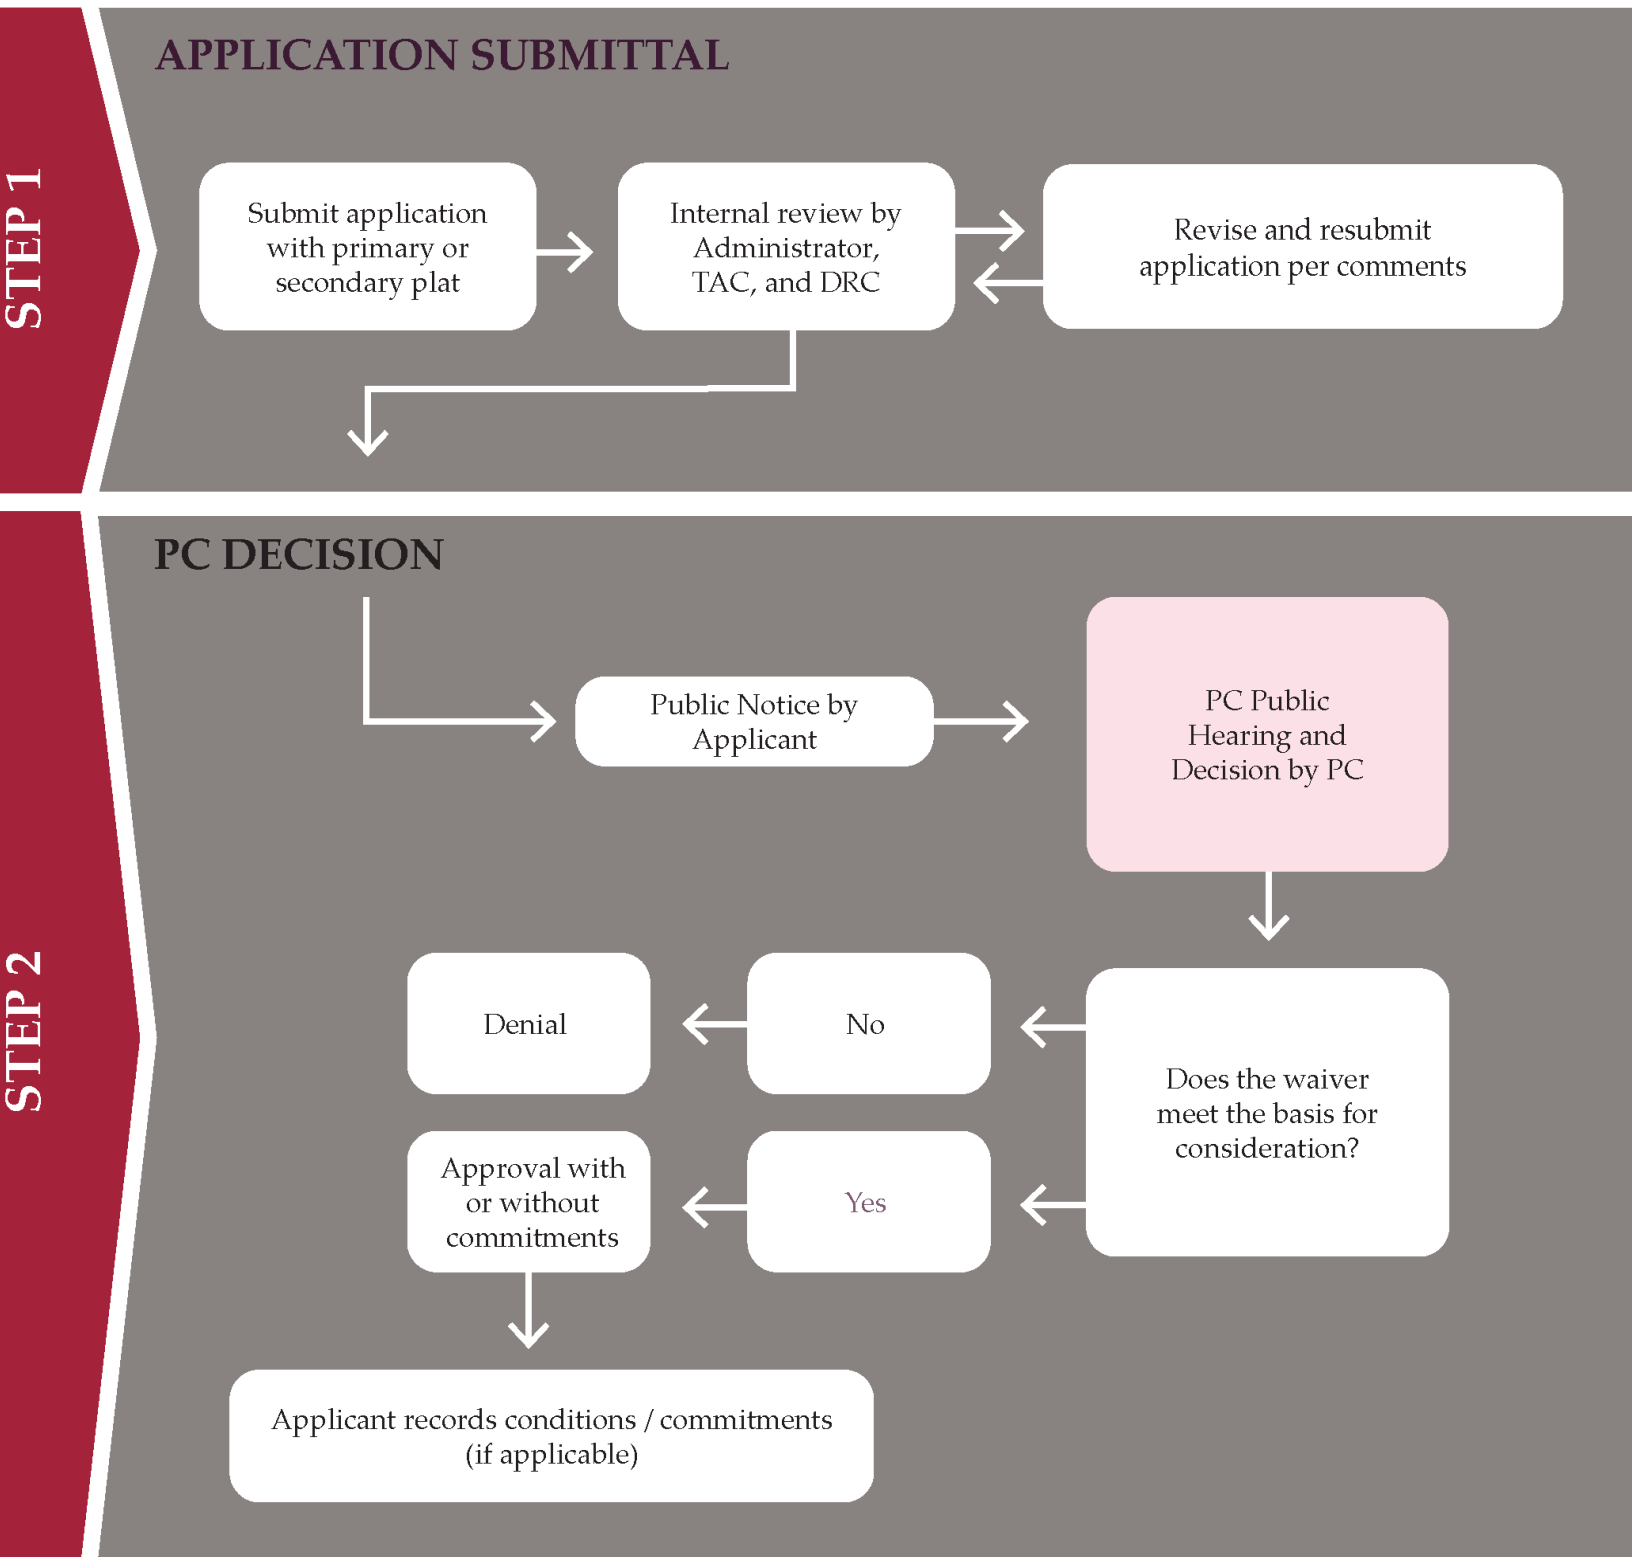 STEP 1
APPLICATION SUBMITTAL
Submit application
with primary or
secondary plat
Internal review by
Administrator,
TAC, and DRC
Revise and resubmit
application per comments
STEP 2
PC DECISION
Public Notice by
Applicant
PC Public
Hearing and
Decision by PC
Does the waiver
meet the basis for
consideration?
No
Denial
Yes
Approval with
or without
commitments
Applicant records conditions / commitments
(if applicable)